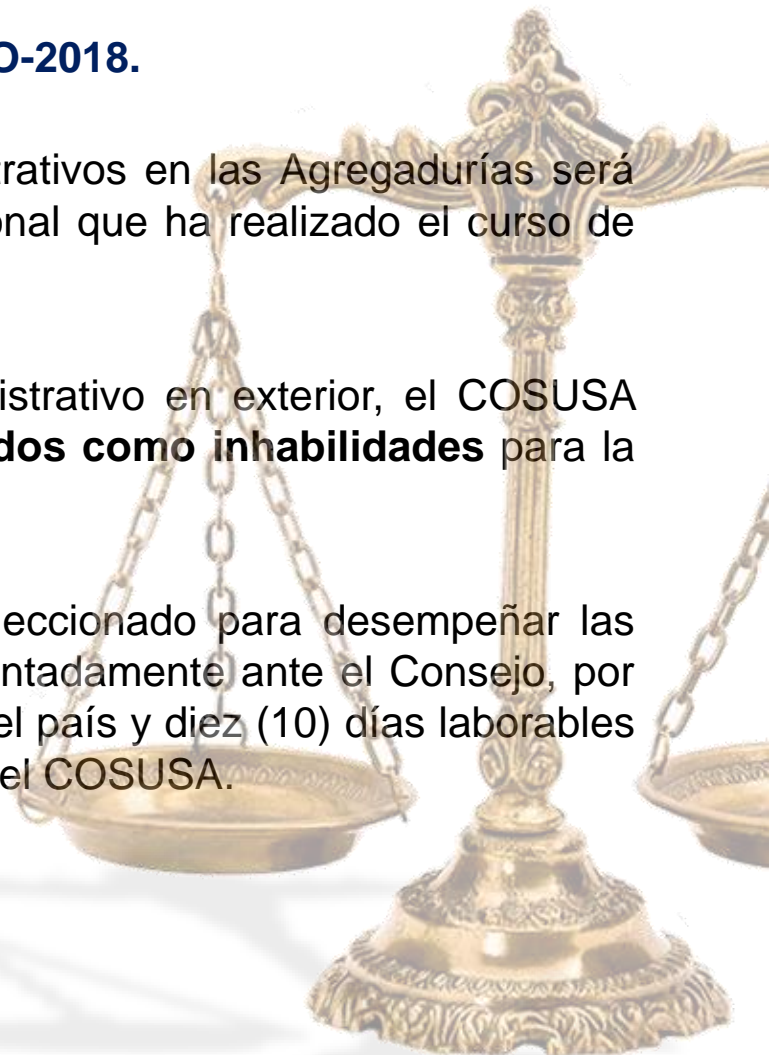 O-2018.
trativos en las Agregadurías será
onal que ha realizado el curso de
istrativo en exterior, el COSUSA
dos como inhabilidades para la
eccionado para desempeñar las
ntadamente ante el Consejo, por
el país y diez (10) días laborables
el COSUSA.